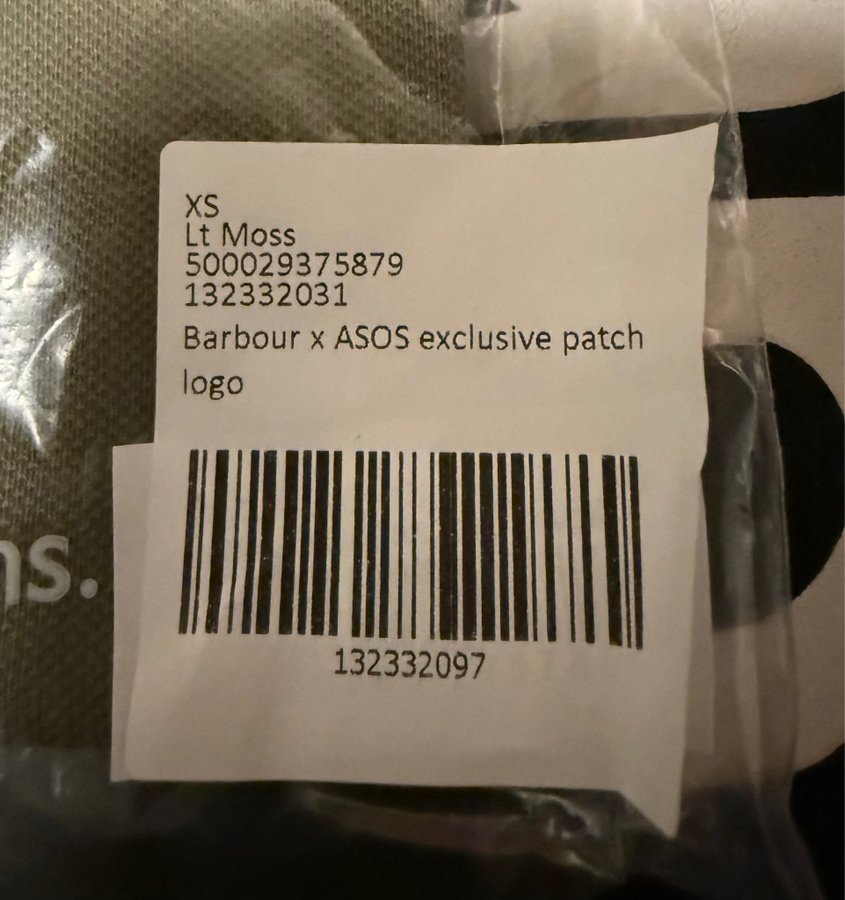 XS
Lt Moss
500029375879
132332031
Barbour x ASOS exclusive patch
logo
132332097